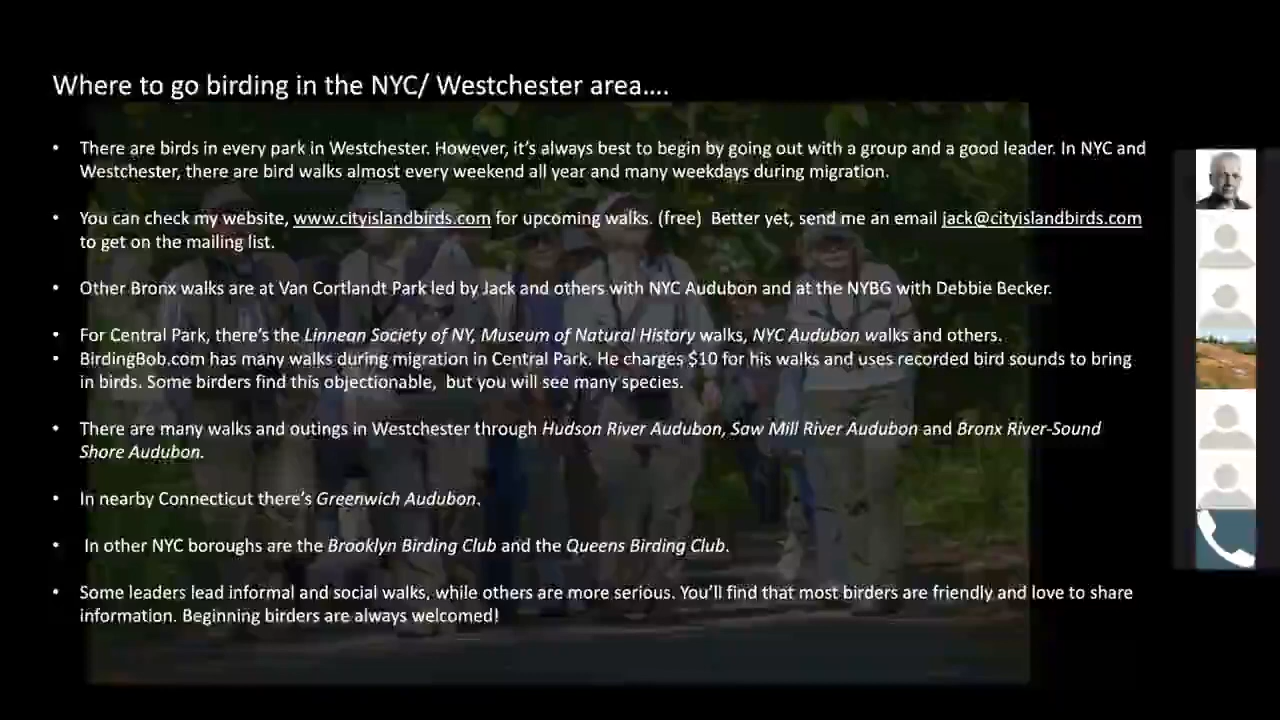 Where to go birding in the NYC/ Westchester area....
• There are birds in every park in Westchester. However, it's always best to begin by going out with a group and a good leader. In NYC and
Westchester, there are bird walks almost every weekend all year and many weekdays during migration.
• You can check my website, www.cityislandbirds.com for upcoming walks. (free) Better yet, send me an email jack@cityislandbirds.com
to get on the mailing list.
• Other Bronx walks are at Van Cortlandt Park led by Jack and others with NYC Audubon and at the NYBG with Debbie Becker.
• For Central Park, there's the Linnean Society of NY, Museum of Natural History walks, NYC Audubon walks and others.
• BirdingBob.com has many walks during migration in Central Park. He charges $10 for his walks and uses recorded bird sounds to bring
in birds. Some birders find this objectionable, but you will see many species.
• There are many walks and outings in Westchester through Hudson River Audubon, Saw Mill River Audubon and Bronx River-Sound
Shore Audubon.
• In nearby Connecticut there's Greenwich Audubon.
• In other NYC boroughs are the Brooklyn Birding Club and the Queens Birding Club.
• Some leaders lead informal and social walks, while others are more serious. You'll find that most birders are friendly and love to share
information. Beginning birders are always welcomed!